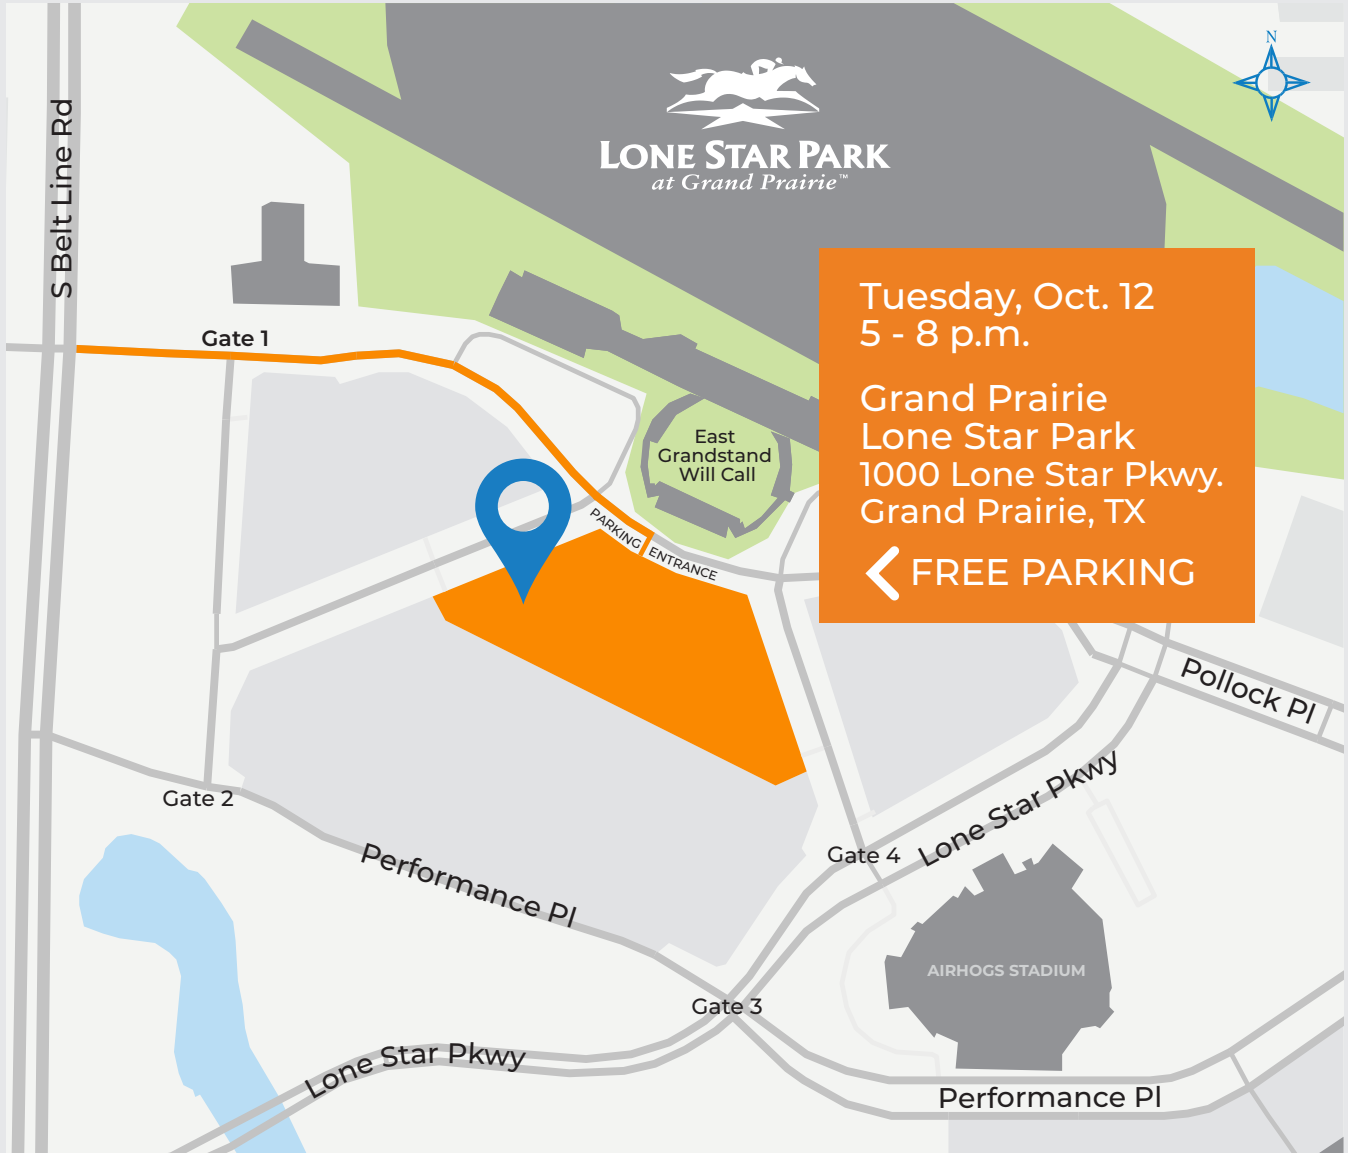 N
LONE STAR PARK
at Grand Prairie™
S Belt Line Rd
Tuesday, Oct. 12
5 - 8 p.m.
Grand Prairie
Lone Star Park
1000 Lone Star Pkwy.
Grand Prairie, TX
FREE PARKING
Gate 1
East
Grandstand
Will Call
PARKING ENTRANCE
Pollock Pl
Gate 2
Lone Star Pkwy
Gate 4
Performance Pl
AIRHOGS STADIUM
Gate 3
Lone Star Pkwy
Performance Pl